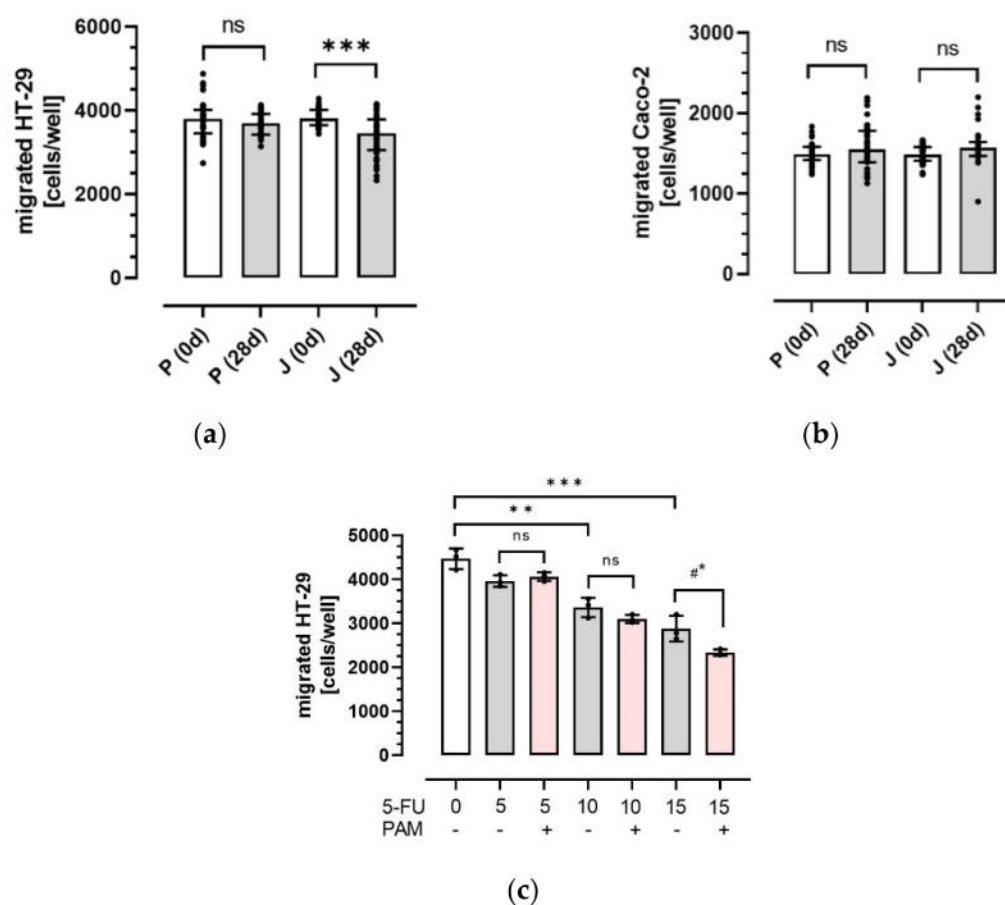 6000
4000
2000
0
migrated HT-29
[cells/well]
ns
***
P (0d)
P (28d)
J (0d)
J (28d)
(a)
3000
2000
1000
0
migrated Caco-2
[cells/well]
ns
ns
P (0d)
P (28d)
J (0d)
J (28d)
(b)
5000
4000
3000
2000
1000
0
migrated HT-29
[cells/well]
***
**
ns
ns
#*
5-FU 0 5 5 10 10 15 15
PAM - - + - + - +
(c)